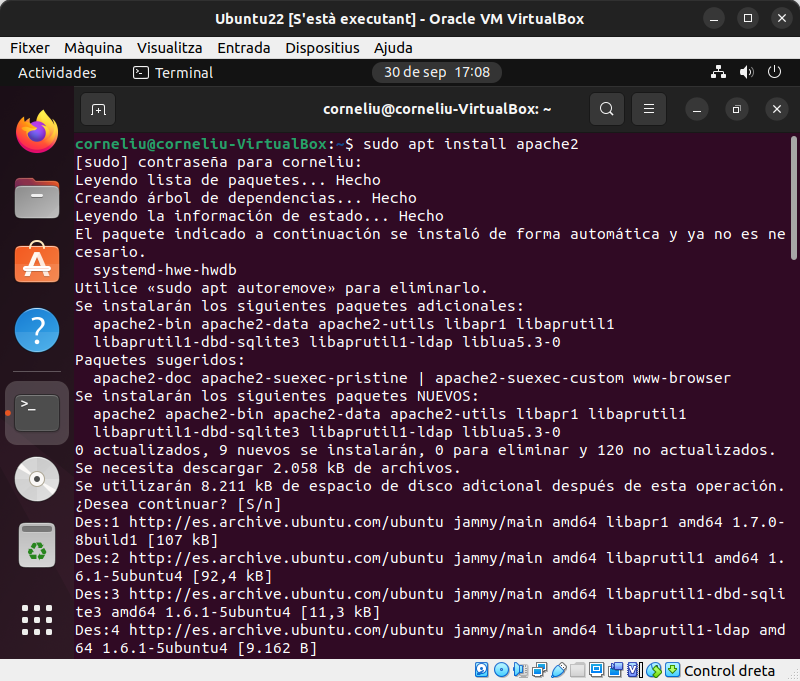 Ubuntu22 [S'està executant] - Oracle VM VirtualBox
Fitxer Màquina Visualitza Entrada Dispositius Ajuda
Actividades Terminal 30 de sep 17:08
corneliu@corneliu-VirtualBox: ~
corneliu@corneliu-VirtualBox:~$ sudo apt install apache2
[sudo] contraseña para corneliu:
Leyendo lista de paquetes... Hecho
Creando árbol de dependencias... Hecho
Leyendo la información de estado... Hecho
El paquete indicado a continuación se instaló de forma automática y ya no es ne
cesario.
  systemd-hwe-hwdb
Utilice «sudo apt autoremove» para eliminarlo.
Se instalarán los siguientes paquetes adicionales:
  apache2-bin apache2-data apache2-utils libapr1 libaprutil1
  libaprutil1-dbd-sqlite3 libaprutil1-ldap liblua5.3-0
Paquetes sugeridos:
  apache2-doc apache2-suexec-pristine | apache2-suexec-custom www-browser
Se instalarán los siguientes paquetes NUEVOS:
  apache2 apache2-bin apache2-data apache2-utils libapr1 libaprutil1
  libaprutil1-dbd-sqlite3 libaprutil1-ldap liblua5.3-0
0 actualizados, 9 nuevos se instalarán, 0 para eliminar y 120 no actualizados.
Se necesita descargar 2.058 kB de archivos.
Se utilizarán 8.211 kB de espacio de disco adicional después de esta operación.
¿Desea continuar? [S/n]
Des:1 http://es.archive.ubuntu.com/ubuntu jammy/main amd64 libapr1 amd64 1.7.0-
8build1 [107 kB]
Des:2 http://es.archive.ubuntu.com/ubuntu jammy/main amd64 libaprutil1 amd64 1.
6.1-5ubuntu4 [92,4 kB]
Des:3 http://es.archive.ubuntu.com/ubuntu jammy/main amd64 libaprutil1-dbd-sqli
te3 amd64 1.6.1-5ubuntu4 [11,3 kB]
Des:4 http://es.archive.ubuntu.com/ubuntu jammy/main amd64 libaprutil1-ldap amd
64 1.6.1-5ubuntu4 [9.162 B]
Control dreta